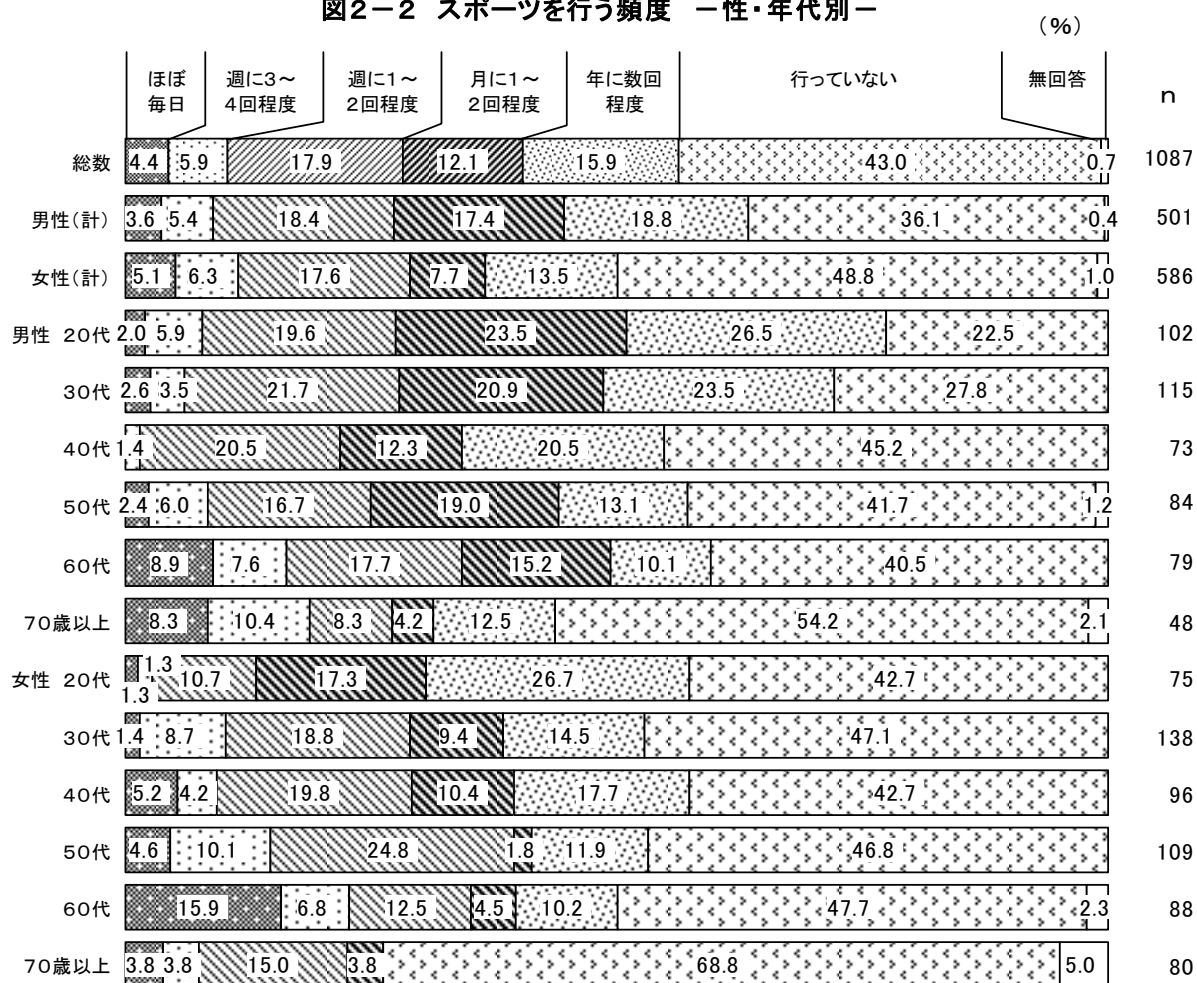 図2-2 スポーツを行う頻度 -性・年代別-
(%)
ほぼ 週に3~ 週に1~ 月に1~ 年に数回 行っていない 無回答
毎日 4回程度 2回程度 2回程度 程度
n
総数 4.4 5.9 17.9 12.1 15.9 43.0 0.7 1087
男性(計) 3.6 5.4 18.4 17.4 18.8 36.1 0.4 501
女性(計) 5.1 6.3 17.6 7.7 13.5 48.8 1.0 586
男性 20代 2.0 5.9 19.6 23.5 26.5 22.5 102
30代 2.6 3.5 21.7 20.9 23.5 27.8 115
40代 1.4 20.5 12.3 20.5 45.2 73
50代 2.4 6.0 16.7 19.0 13.1 41.7 1.2 84
60代 8.9 7.6 17.7 15.2 10.1 40.5 79
70歳以上 8.3 10.4 8.3 4.2 12.5 54.2 2.1 48
女性 20代 1.3 1.3 10.7 17.3 26.7 42.7 75
30代 1.4 8.7 18.8 9.4 14.5 47.1 138
40代 5.2 4.2 19.8 10.4 17.7 42.7 96
50代 4.6 10.1 24.8 1.8 11.9 46.8 109
60代 15.9 6.8 12.5 4.5 10.2 47.7 2.3 88
70歳以上 3.8 3.8 15.0 3.8 68.8 5.0 80